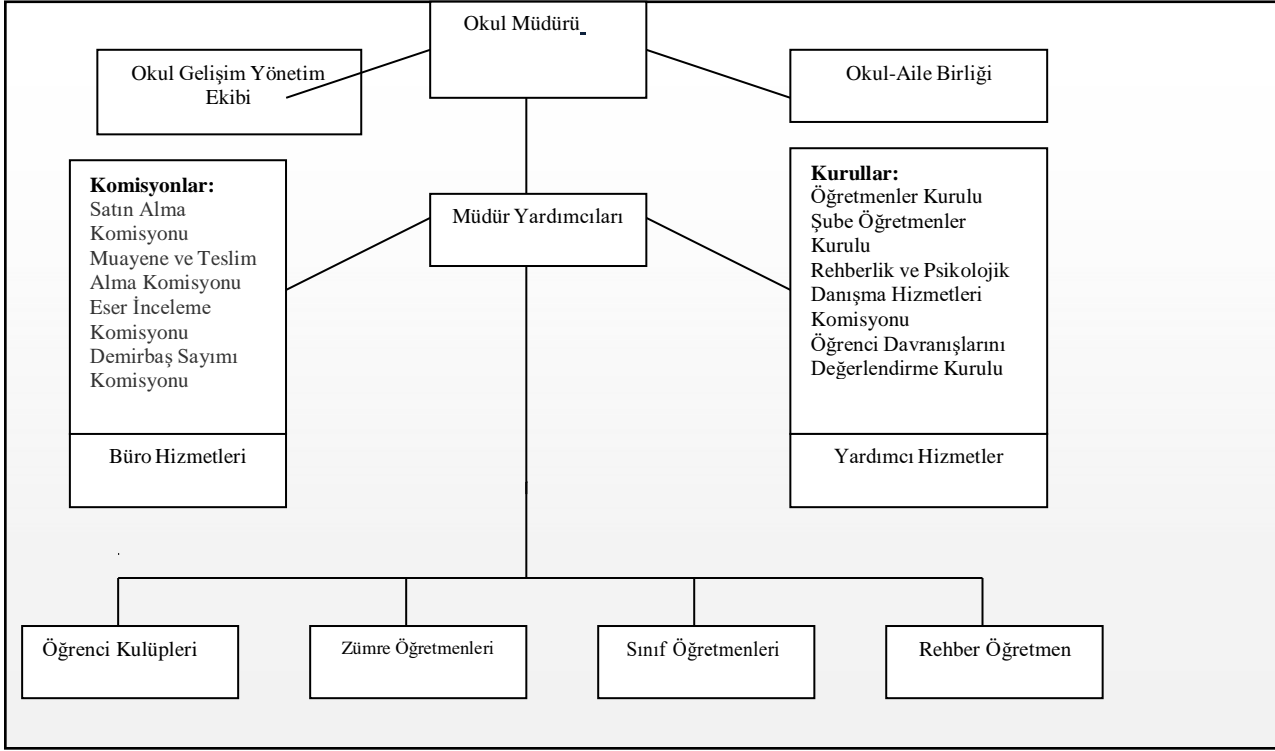 Okul Müdürü
Okul Gelişim Yönetim
Ekibi
Okul-Aile Birliği
Komisyonlar:
Satın Alma
Komisyonu
Muayene ve Teslim
Alma Komisyonu
Eser İnceleme
Komisyonu
Demirbaş Sayımı
Komisyonu
Müdür Yardımcıları
Kurullar:
Öğretmenler Kurulu
Şube Öğretmenler
Kurulu
Rehberlik ve Psikolojik
Danışma Hizmetleri
Komisyonu
Öğrenci Davranışlarını
Değerlendirme Kurulu
Büro Hizmetleri
Yardımcı Hizmetler
Öğrenci Kulüpleri
Zümre Öğretmenleri
Sınıf Öğretmenleri
Rehber Öğretmen